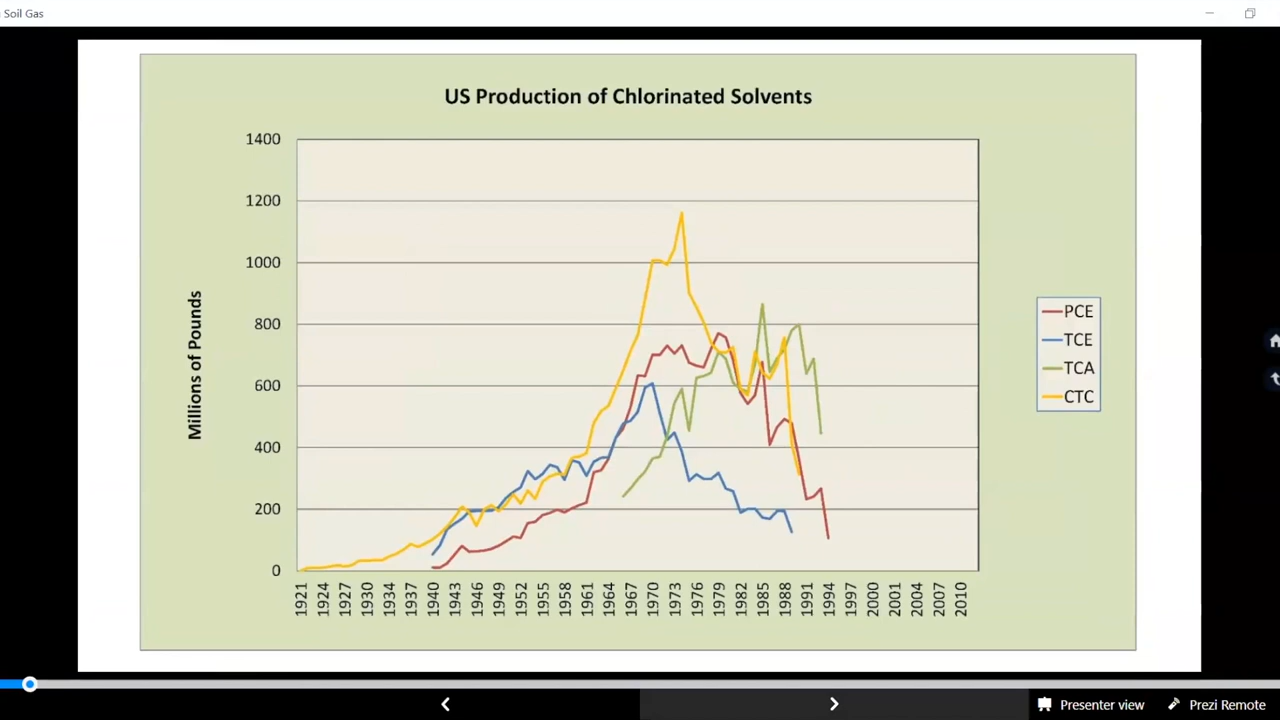 Soil Gas
US Production of Chlorinated Solvents
1400
1200
1000
800
600
400
200
0
Millions of Pounds
1921 1924 1927 1930 1934 1937 1940 1943 1946 1949 1952 1955 1958 1961 1964 1967 1970 1973 1976 1979 1982 1985 1988 1991 1994 1997 2000 2001 2004 2007 2010
PCE
TCE
TCA
CTC
Presenter view Prezi Remote